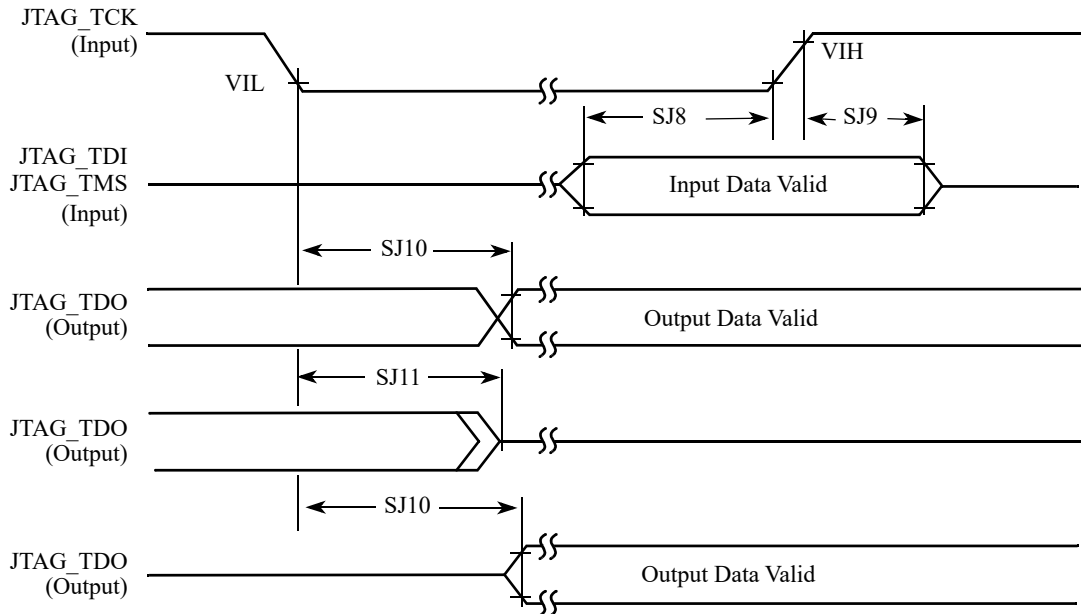 JTAG_TCK
(Input)
VIL
VIH
SJ8
SJ9
JTAG_TDI
JTAG_TMS
(Input)
Input Data Valid
SJ10
JTAG_TDO
(Output)
Output Data Valid
SJ11
JTAG_TDO
(Output)
SJ10
JTAG_TDO
(Output)
Output Data Valid